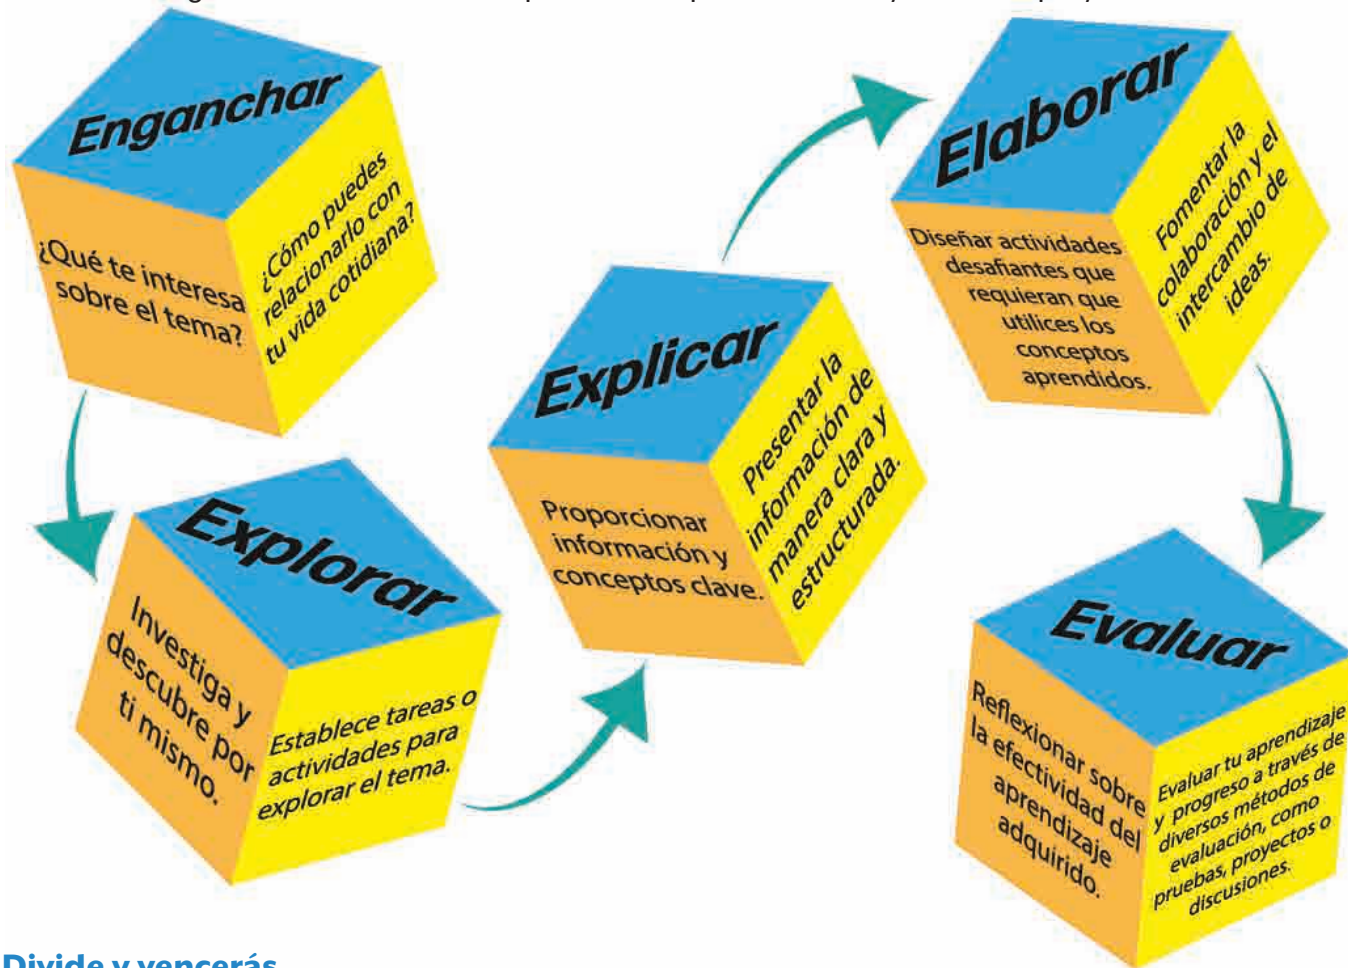 Enganchar
¿Qué te interesa
sobre el tema?
¿Cómo puedes
relacionarlo con
tu vida cotidiana?
Explorar
Investiga y
descubre por
ti mismo.
Establece tareas o
actividades para
explorar el tema.
Explicar
Proporcionar
información y
conceptos clave.
Presentar la
información de
manera clara y
estructurada.
Elaborar
Diseñar actividades
desafiantes que
requieran que
utilices los
conceptos
aprendidos.
Fomentar la
colaboración y el
intercambio de
ideas.
Evaluar
Reflexionar sobre
la efectividad del
aprendizaje
adquirido.
Evaluar tu aprendizaje
y progreso a través de
diversos métodos de
evaluación, como
pruebas, proyectos o
discusiones.
Divide y vencerás